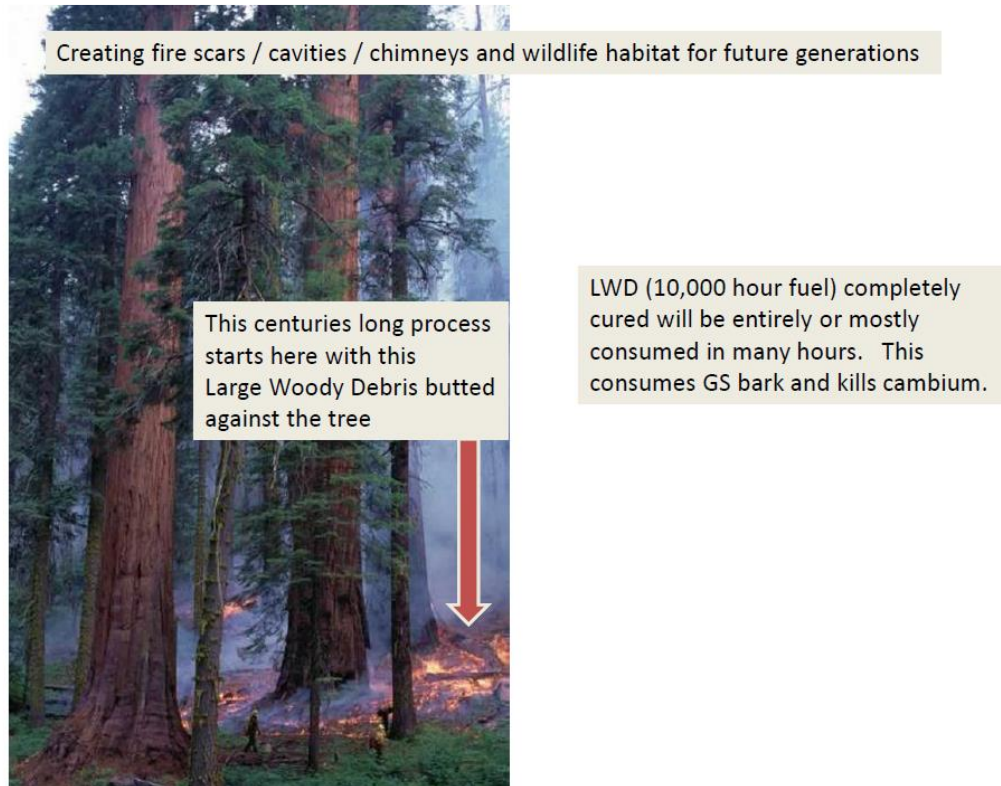 Creating fire scars / cavities / chimneys and wildlife habitat for future generations
This centuries long process
starts here with this
Large Woody Debris butted
against the tree
LWD (10,000 hour fuel) completely
cured will be entirely or mostly
consumed in many hours.   This
consumes GS bark and kills cambium.